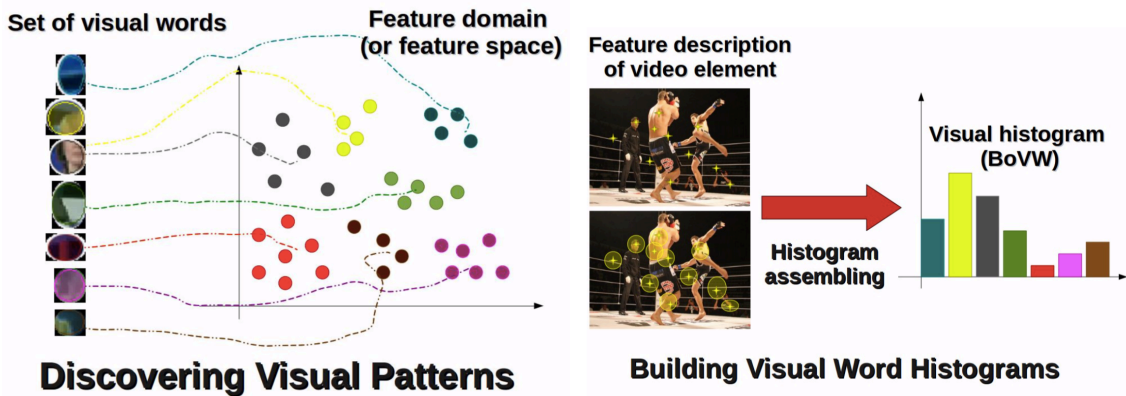 Set of visual words
Feature domain
(or feature space)
Discovering Visual Patterns
Feature description
of video element
Visual histogram
(BoVW)
Histogram
assembling
Building Visual Word Histograms